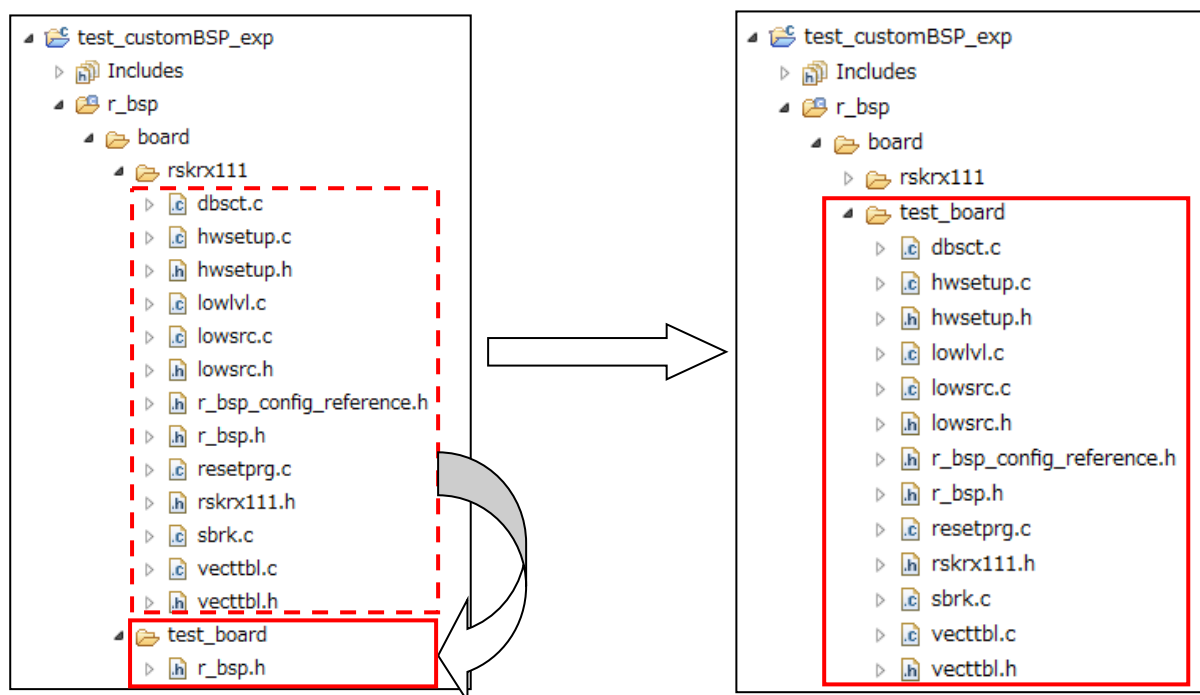 test_customBSP_exp
Includes
r_bsp
board
rskrx111
dbsct.c
hwsetup.c
hwsetup.h
lowlvl.c
lowsrc.c
lowsrc.h
r_bsp_config_reference.h
r_bsp.h
resetprg.c
rskrx111.h
sbrk.c
vecttbl.c
vecttbl.h
test_board
r_bsp.h
test_customBSP_exp
Includes
r_bsp
board
rskrx111
test_board
dbsct.c
hwsetup.c
hwsetup.h
lowlvl.c
lowsrc.c
lowsrc.h
r_bsp_config_reference.h
r_bsp.h
resetprg.c
rskrx111.h
sbrk.c
vecttbl.c
vecttbl.h